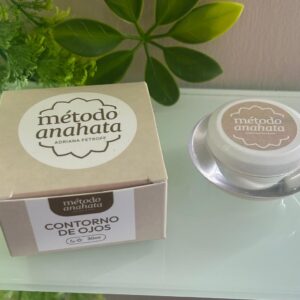 método
anahata
ADRIANA PETROFF
método
anahata
CONTORNO
DE OJOS
método
anahata